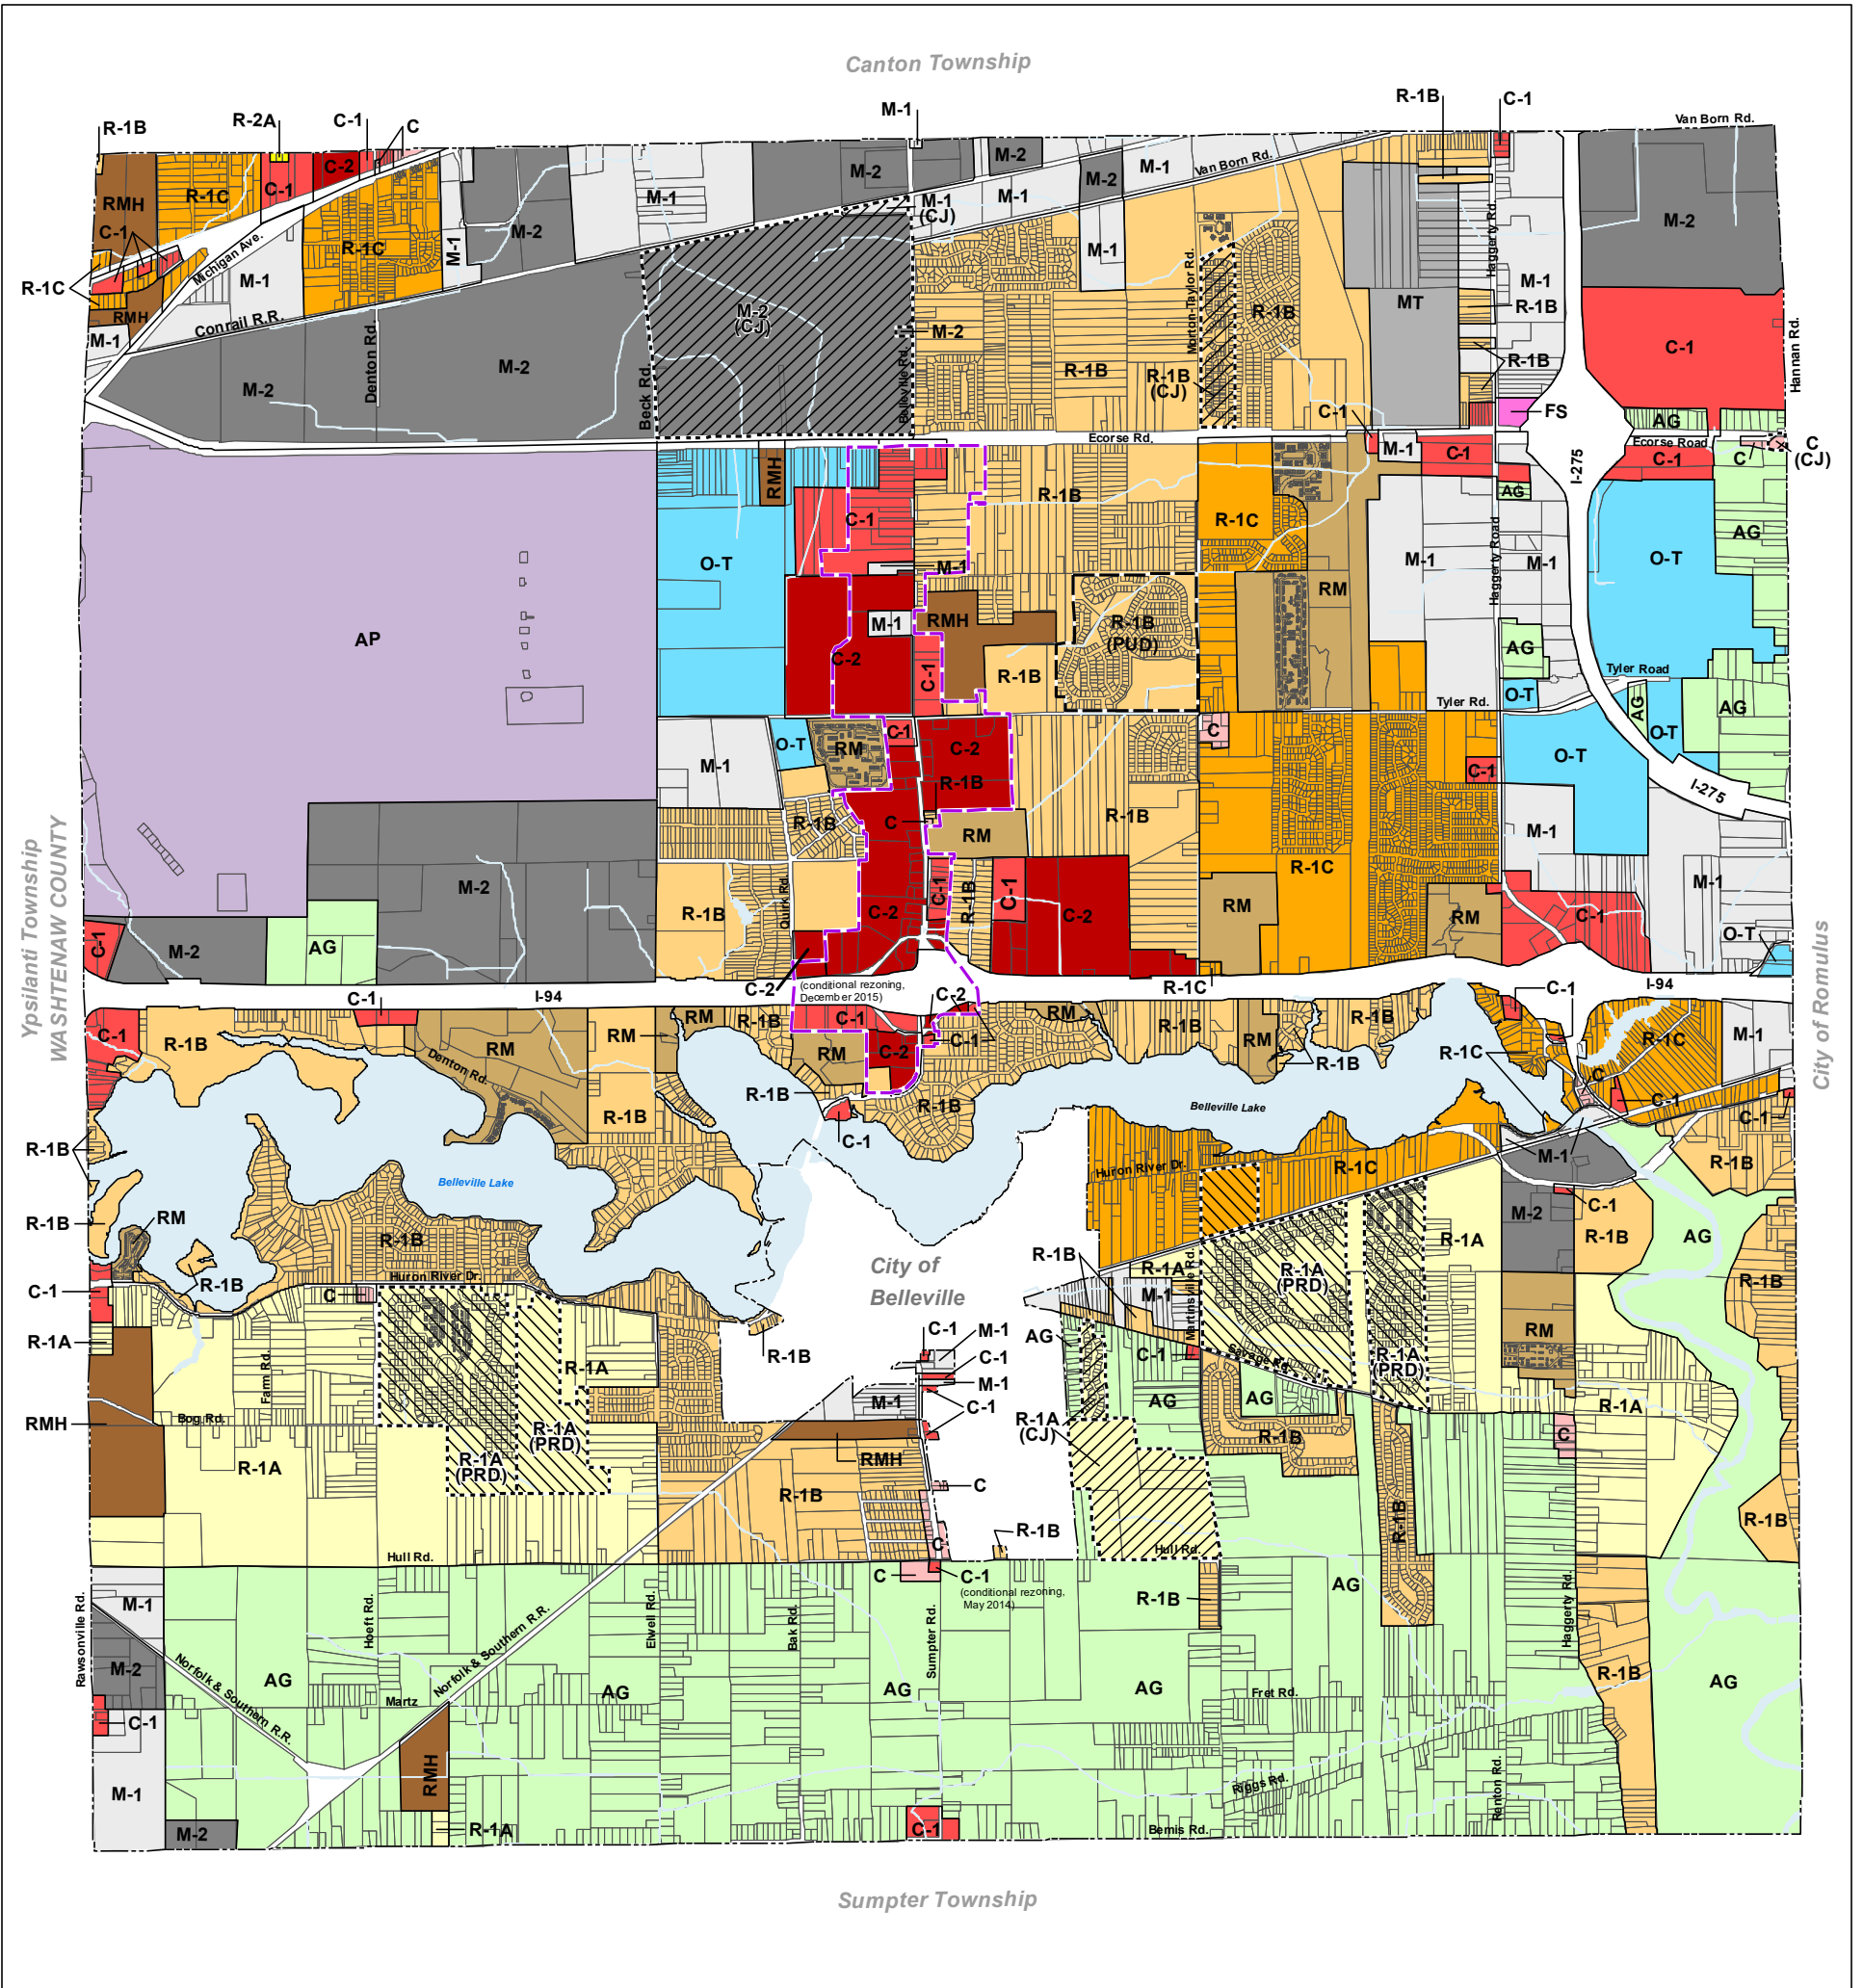 Canton Township
R-1B
R-2A
C-1
C
M-1
R-1B
C-1
Van Born Rd.
RMH
R-1C
C-1
C-2
M-2
M-2
M-1
Van Born Rd.
M-2
M-1
M-1
M-1
(CJ)
M-2
C-1
R-1C
M-1
M-2
M-1
Haggerty Rd.
M-2
R-1C
Michigan Ave.
M-1
RMH
Conrail R.R.
M-1
M-2
(CJ)
M-2
Belleville Rd.
Morton-Taylor Rd.
R-1B
MT
M-1
R-1B
C-1
Hannan Rd.
M-2
Denton Rd.
M-2
Beck Rd.
R-1B
R-1B
(CJ)
R-1B
C-1
FS
AG
Ecorse Rd.
Ecorse Road
C
C
(CJ)
M-1
C-1
C-1
I-275
RMH
R-1B
AG
C-1
R-1C
AG
O-T
M-1
RM
M-1
Haggerty Road
M-1
O-T
AP
M-1
RMH
R-1B
(PUD)
C-2
C-1
R-1B
AG
Tyler Road
O-T
Tyler Rd.
AG
AG
O-T
M-1
O-T
RM
C-1
C-2
R-1B
C
C-1
O-T
I-275
R-1B
C
RM
R-1B
M-1
Ypsilanti Township
WASHTENAW COUNTY
M-2
R-1B
Quirk Rd.
C-2
C-1
R-1B
C-1
C-2
R-1C
RM
RM
C-1
M-1
City of Romulus
C-1
M-2
AG
O-T
C-2
(conditional rezoning,
December 2015)
I-94
C-1
C-2
R-1C
C-1
I-94
C-1
R-1B
RM
RM
RM
R-1B
C-1
RM
C-2
C-1
RM
R-1B
RM
R-1B
R-1B
R-1C
R-1C
M-1
Denton Rd.
R-1B
R-1B
C-1
R-1B
Belleville Lake
C
C-1
C-1
R-1B
Belleville Lake
Huron River Dr.
R-1C
M-1
R-1B
R-1B
RM
R-1B
R-1B
Huron River Dr.
City of
Belleville
R-1B
R-1A
M-1
Martinsville Rd.
R-1A
(PRD)
R-1A
M-2
C-1
R-1B
AG
R-1B
C-1
C
R-1A
Farm Rd.
R-1A
R-1B
C-1
M-1
C-1
M-1
C-1
M-1
AG
C-1
Savage Rd.
AG
AG
R-1A
(PRD)
RM
R-1A
RMH
Bog Rd.
R-1A
R-1A
(PRD)
R-1A
(PRD)
RMH
R-1B
C
C
R-1A
(CJ)
R-1B
R-1B
C
R-1B
R-1B
Hull Rd.
Hull Rd.
C
C-1
(conditional rezoning,
May 2014)
R-1B
AG
Rawsonville Rd.
M-1
Hoeft Rd.
Elwell Rd.
Bak Rd.
Sumpter Rd.
Haggerty Rd.
M-2
Norfolk & Southern R.R.
Norfolk & Southern R.R.
AG
Martz
AG
AG
AG
Fret Rd.
R-1B
AG
C-1
M-1
RMH
Riggs Rd.
Renton Rd.
M-2
R-1A
C-1
Bemis Rd.
Sumpter Township